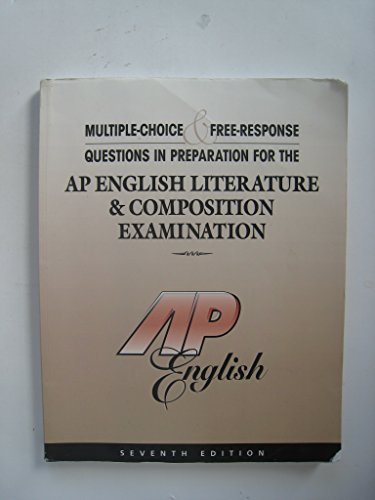 MULTIPLE-CHOICE & FREE-RESPONSE
QUESTIONS IN PREPARATION FOR THE
AP ENGLISH LITERATURE
& COMPOSITION
EXAMINATION
AP
English
SEVENTH EDITION